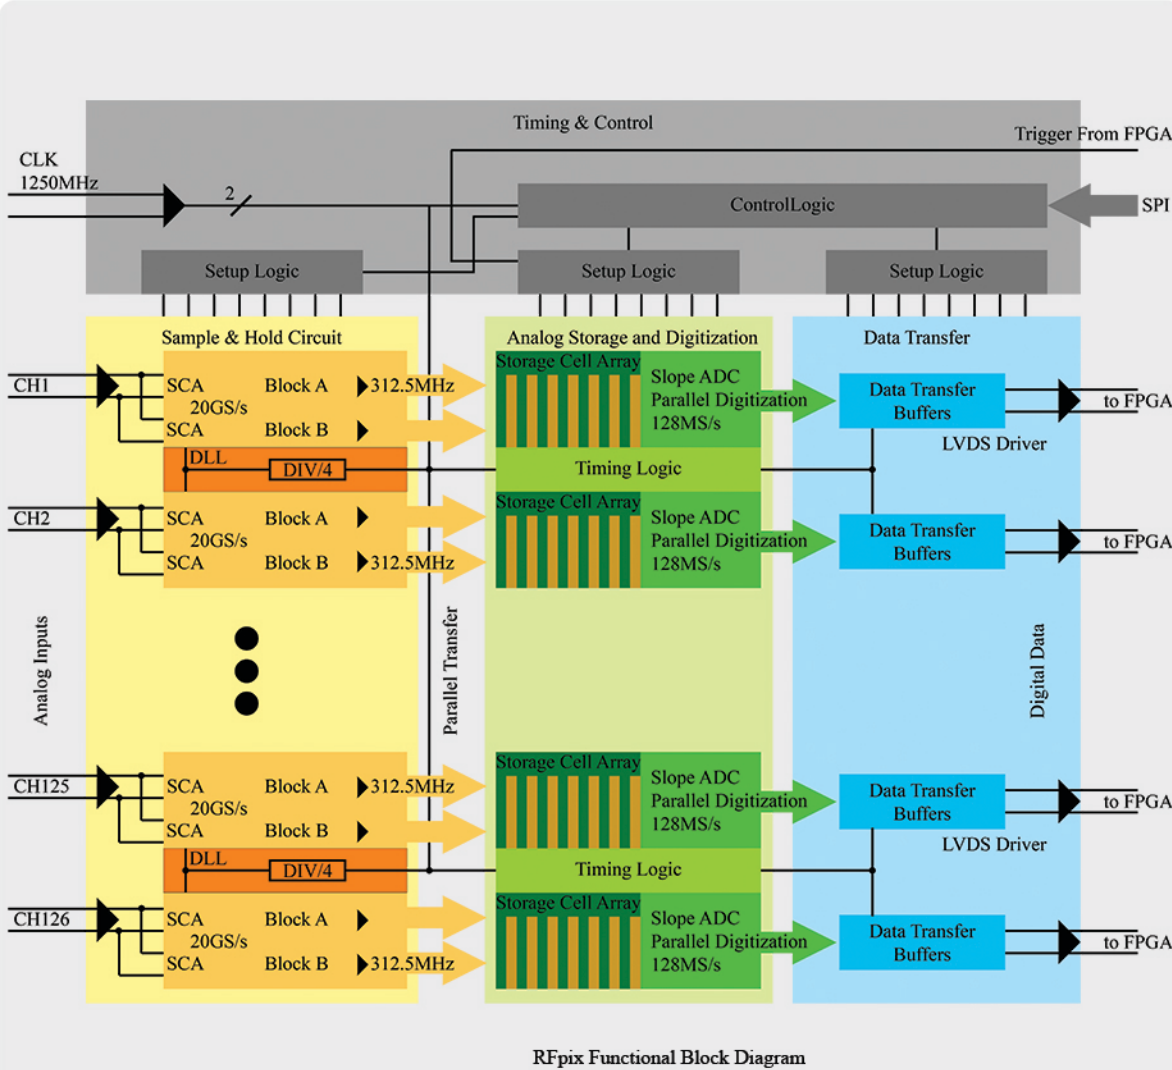 Timing & Control
Trigger From FPGA
CLK
1250MHz
2
ControlLogic
SPI
Setup Logic
Setup Logic
Setup Logic
Sample & Hold Circuit
Analog Storage and Digitization
Data Transfer
CH1
SCA
Block A
312.5MHz
20GS/s
SCA
Block B
Storage Cell Array
Slope ADC
Parallel Digitization
128MS/s
Data Transfer
Buffers
to FPGA
LVDS Driver
DLL
DIV/4
Timing Logic
CH2
SCA
Block A
20GS/s
SCA
Block B
312.5MHz
Storage Cell Array
Slope ADC
Parallel Digitization
128MS/s
Data Transfer
Buffers
to FPGA
Analog Inputs
Parallel Transfer
Digital Data
CH125
SCA
Block A
312.5MHz
20GS/s
SCA
Block B
Storage Cell Array
Slope ADC
Parallel Digitization
128MS/s
Data Transfer
Buffers
to FPGA
LVDS Driver
DLL
DIV/4
Timing Logic
CH126
SCA
Block A
20GS/s
SCA
Block B
312.5MHz
Storage Cell Array
Slope ADC
Parallel Digitization
128MS/s
Data Transfer
Buffers
to FPGA
RFpix Functional Block Diagram